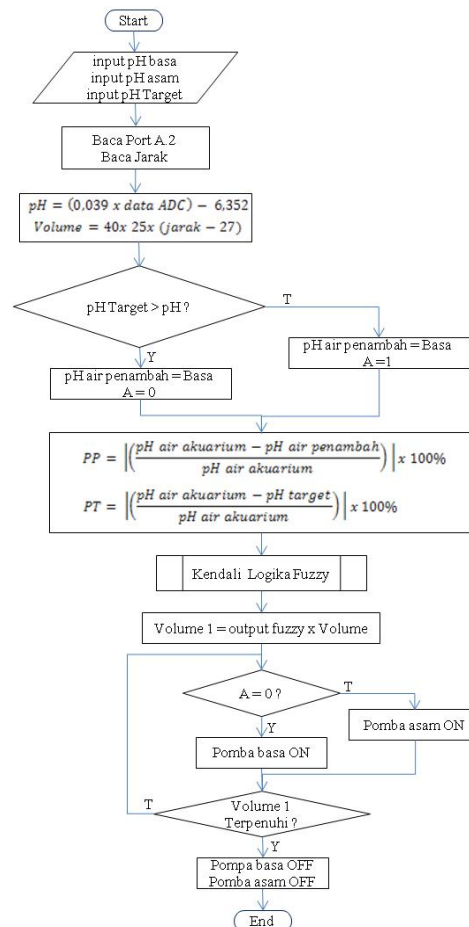 Start
input pH basa
input pH asam
input pH Target
Baca Port A.2
Baca Jarak
pH = (0,039 x data ADC) − 6,352
Volume = 40x 25x (jarak − 27)
pH Target > pH ?
T
Y
pH air penambah = Basa
A = 0
pH air penambah = Basa
A = 1
PP = |((pH air akuarium − pH air penambah)/(pH air akuarium))| x 100%
PT = |((pH air akuarium − pH target)/(pH air akuarium))| x 100%
Kendali Logika Fuzzy
Volume 1 = output fuzzy x Volume
A = 0 ?
T
Y
Pomba asam ON
Pomba basa ON
Volume 1
Terpenuhi ?
T
Y
Pompa basa OFF
Pomba asam OFF
End